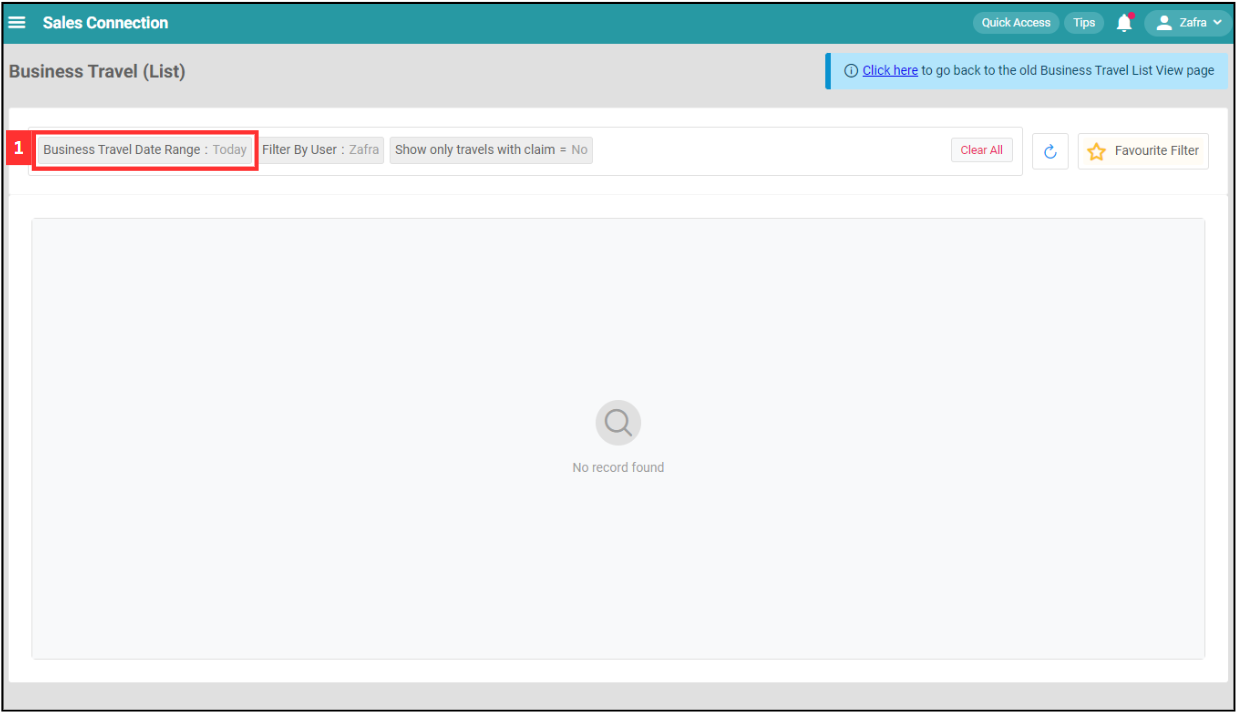 Sales Connection
Quick Access
Tips
Zafra
Business Travel (List)
Click here to go back to the old Business Travel List View page
1
Business Travel Date Range : Today
Filter By User : Zafra
Show only travels with claim = No
Clear All
Favourite Filter
No record found